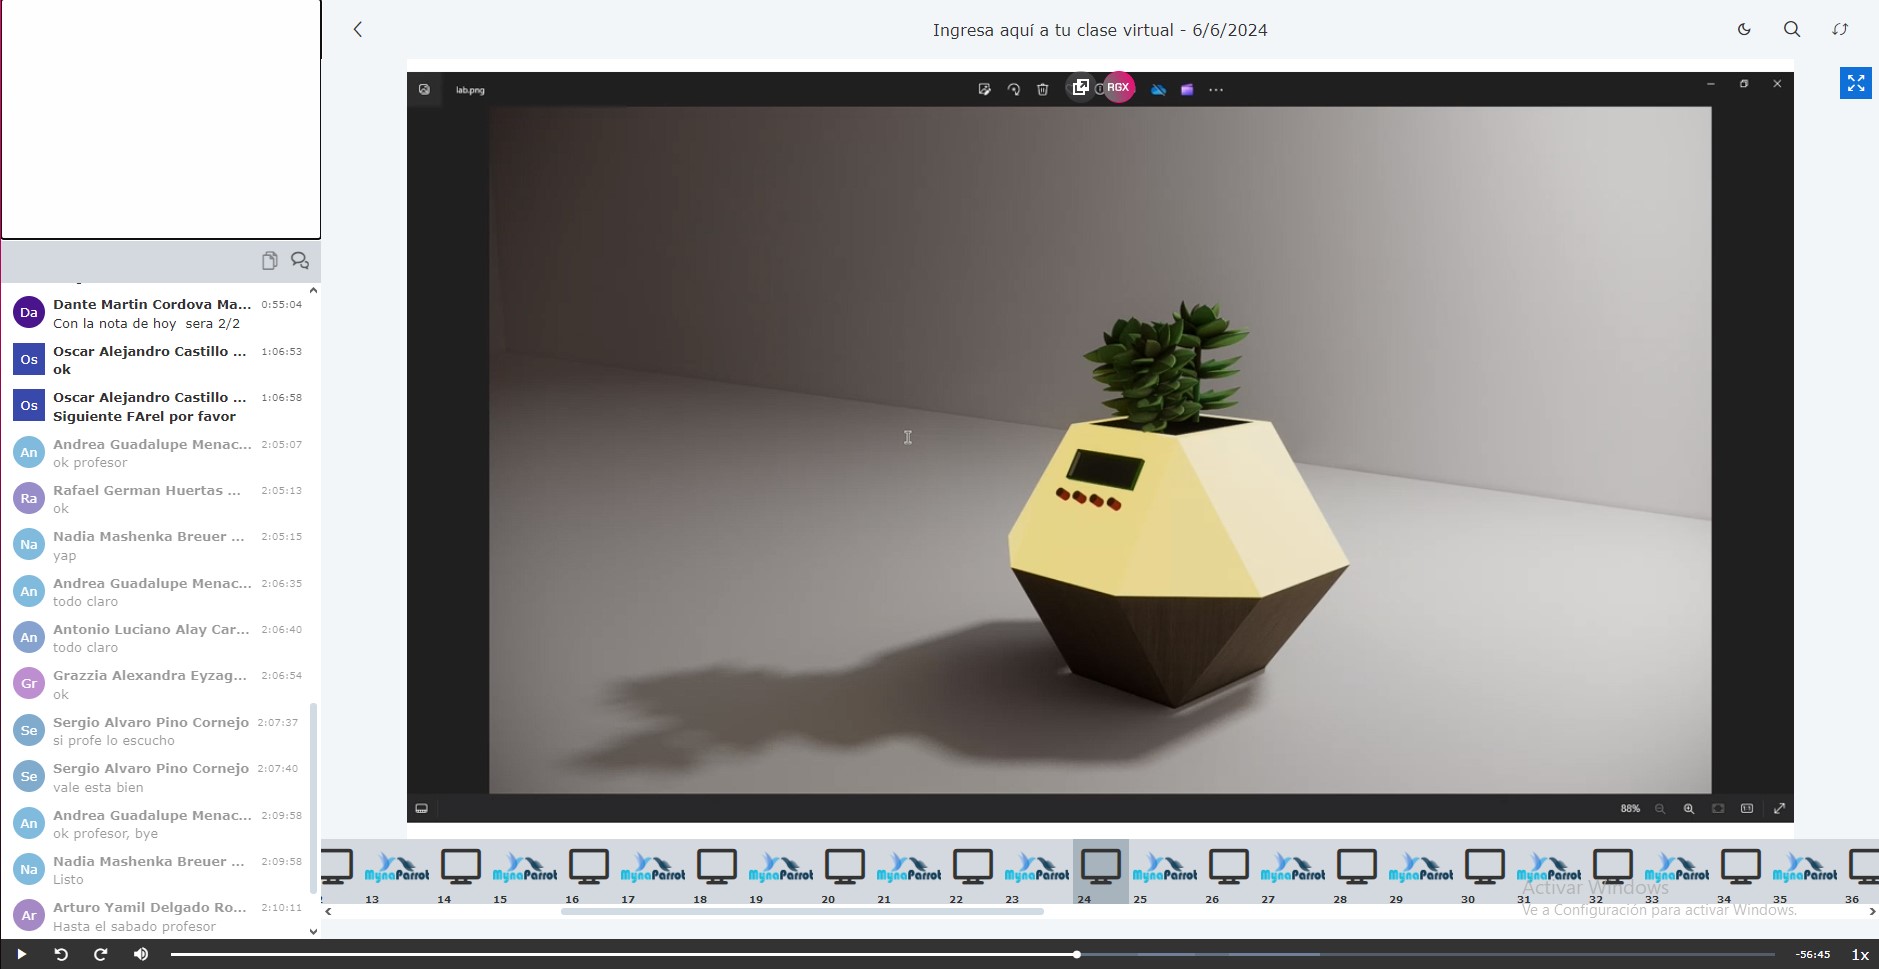 Ingresa aquí a tu clase virtual - 6/6/2024
lab.png
RGX
Da
Dante Martin Cordova Ma...
0:55:04
Con la nota de hoy sera 2/2
Os
Oscar Alejandro Castillo ...
1:06:53
ok
Os
Oscar Alejandro Castillo ...
1:06:58
Siguiente FArel por favor
An
Andrea Guadalupe Menac...
2:05:07
ok profesor
Ra
Rafael German Huertas ...
2:05:13
ok
Na
Nadia Mashenka Breuer ...
2:05:15
yap
An
Andrea Guadalupe Menac...
2:06:35
todo claro
An
Antonio Luciano Alay Car...
2:06:40
todo claro
Gr
Grazzia Alexandra Eyzag...
2:06:54
ok
Se
Sergio Alvaro Pino Cornejo
2:07:37
si profe lo escucho
Se
Sergio Alvaro Pino Cornejo
2:07:40
vale esta bien
An
Andrea Guadalupe Menac...
2:09:58
ok profesor, bye
Na
Nadia Mashenka Breuer ...
2:09:58
Listo
Ar
Arturo Yamil Delgado Ro...
2:10:11
Hasta el sabado profesor
88%
MynaParrot MynaParrot MynaParrot MynaParrot MynaParrot MynaParrot MynaParrot MynaParrot MynaParrot MynaParrot MynaParrot MynaParrot
13 14 15 16 17 18 19 20 21 22 23 24 25 26 27 28 29 30 31 32 33 34 35 36
Activar Windows
Ve a Configuración para activar Windows.
-56:45
1x